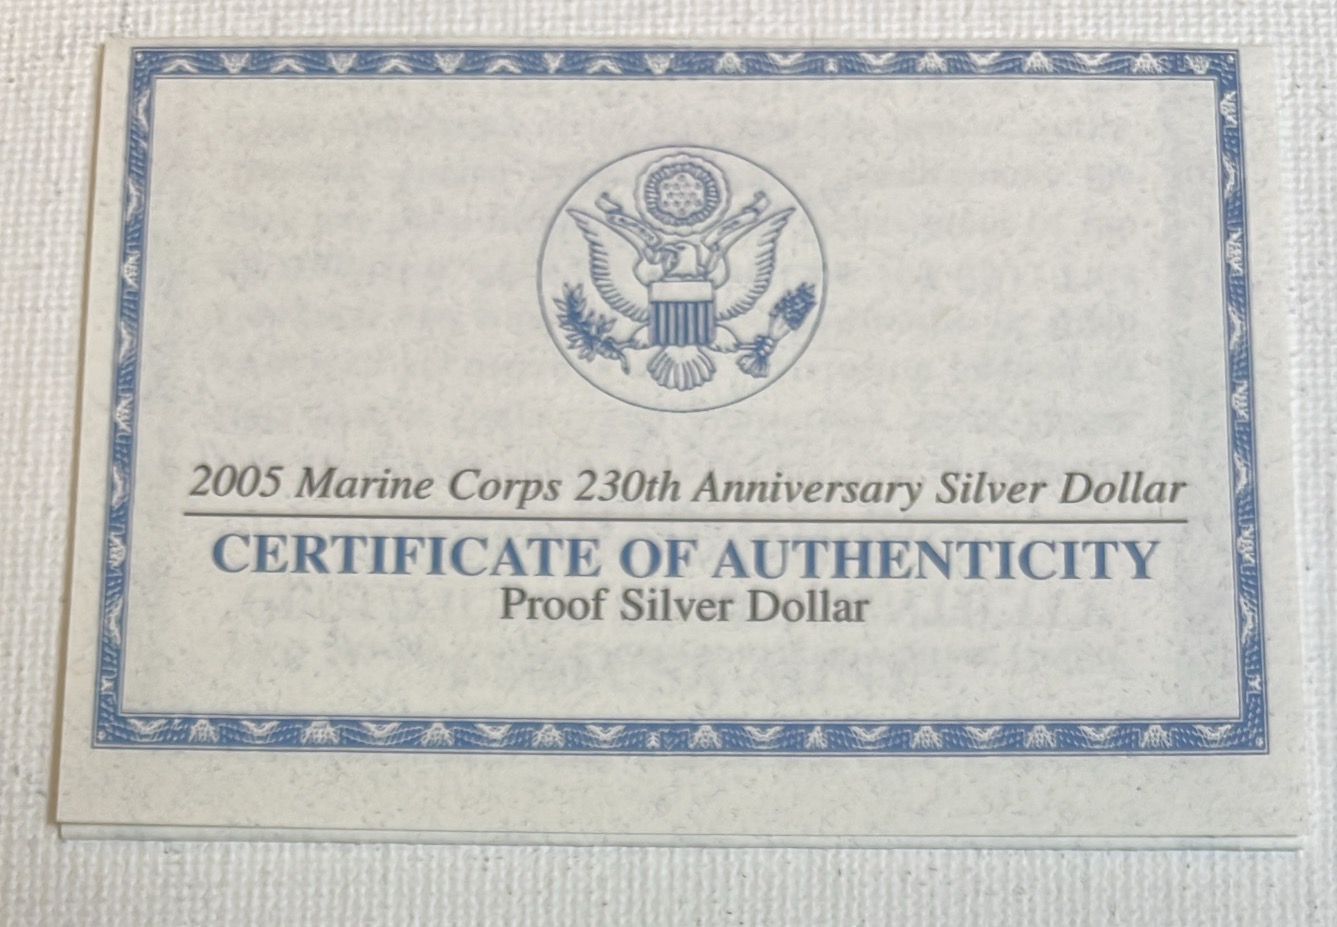 2005 Marine Corps 230th Anniversary Silver Dollar
CERTIFICATE OF AUTHENTICITY
Proof Silver Dollar